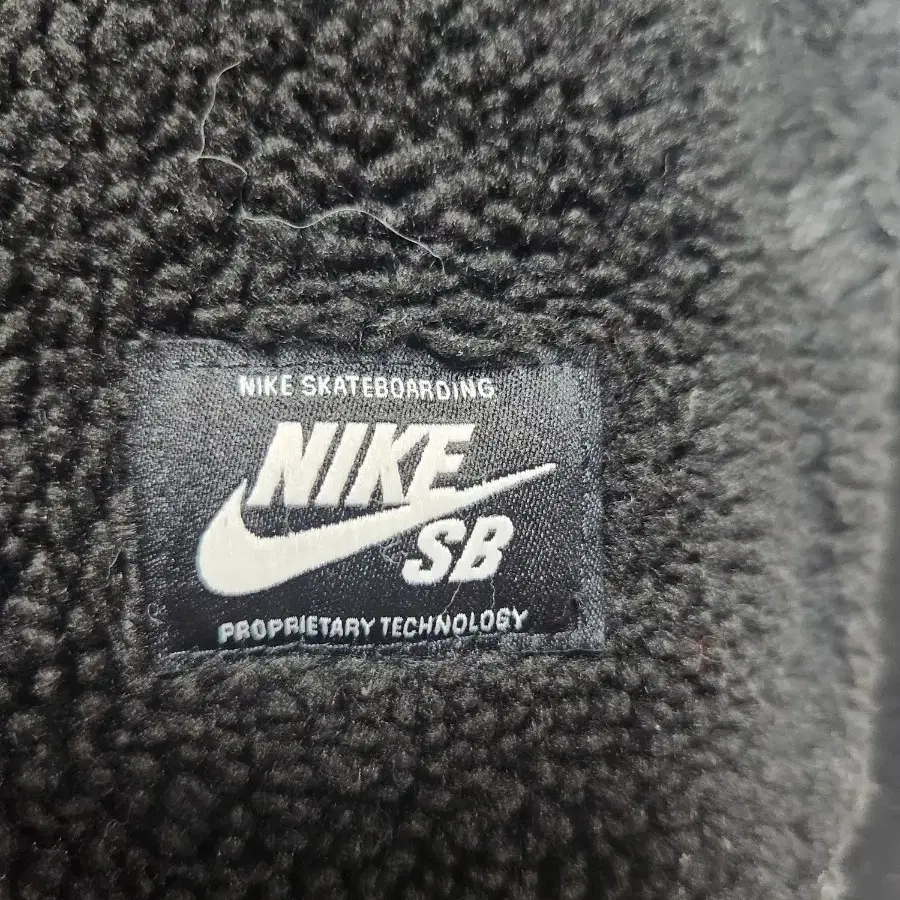 NIKE SKATEBOARDING
NIKE
SB
PROPRIETARY TECHNOLOGY